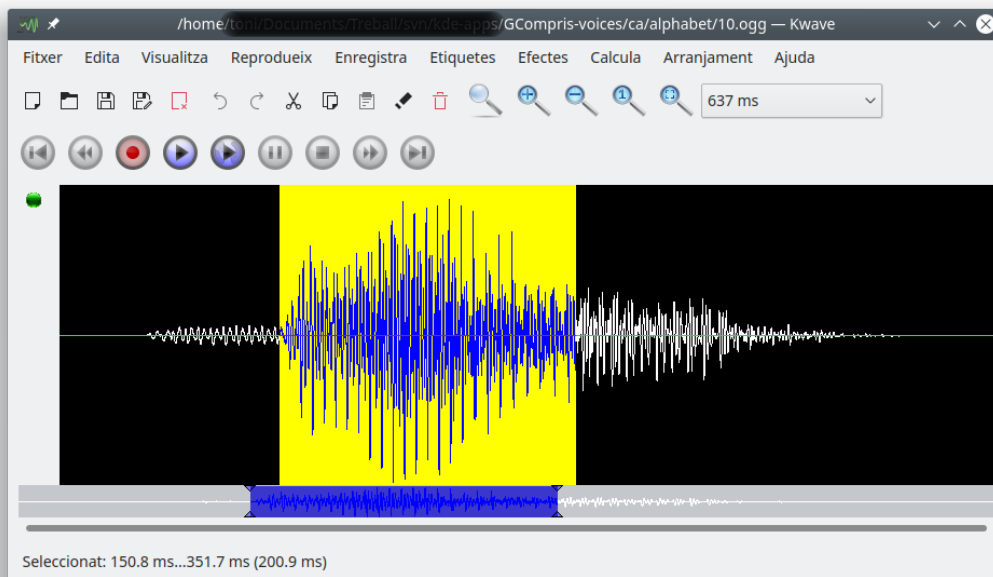 /home/ /GCompris-voices/ca/alphabet/10.ogg — Kwave
Fitxer Edita Visualitza Reprodueix Enregistra Etiquetes Efectes Calcula Arranjament Ajuda
1 637 ms
Seleccionat: 150.8 ms...351.7 ms (200.9 ms)